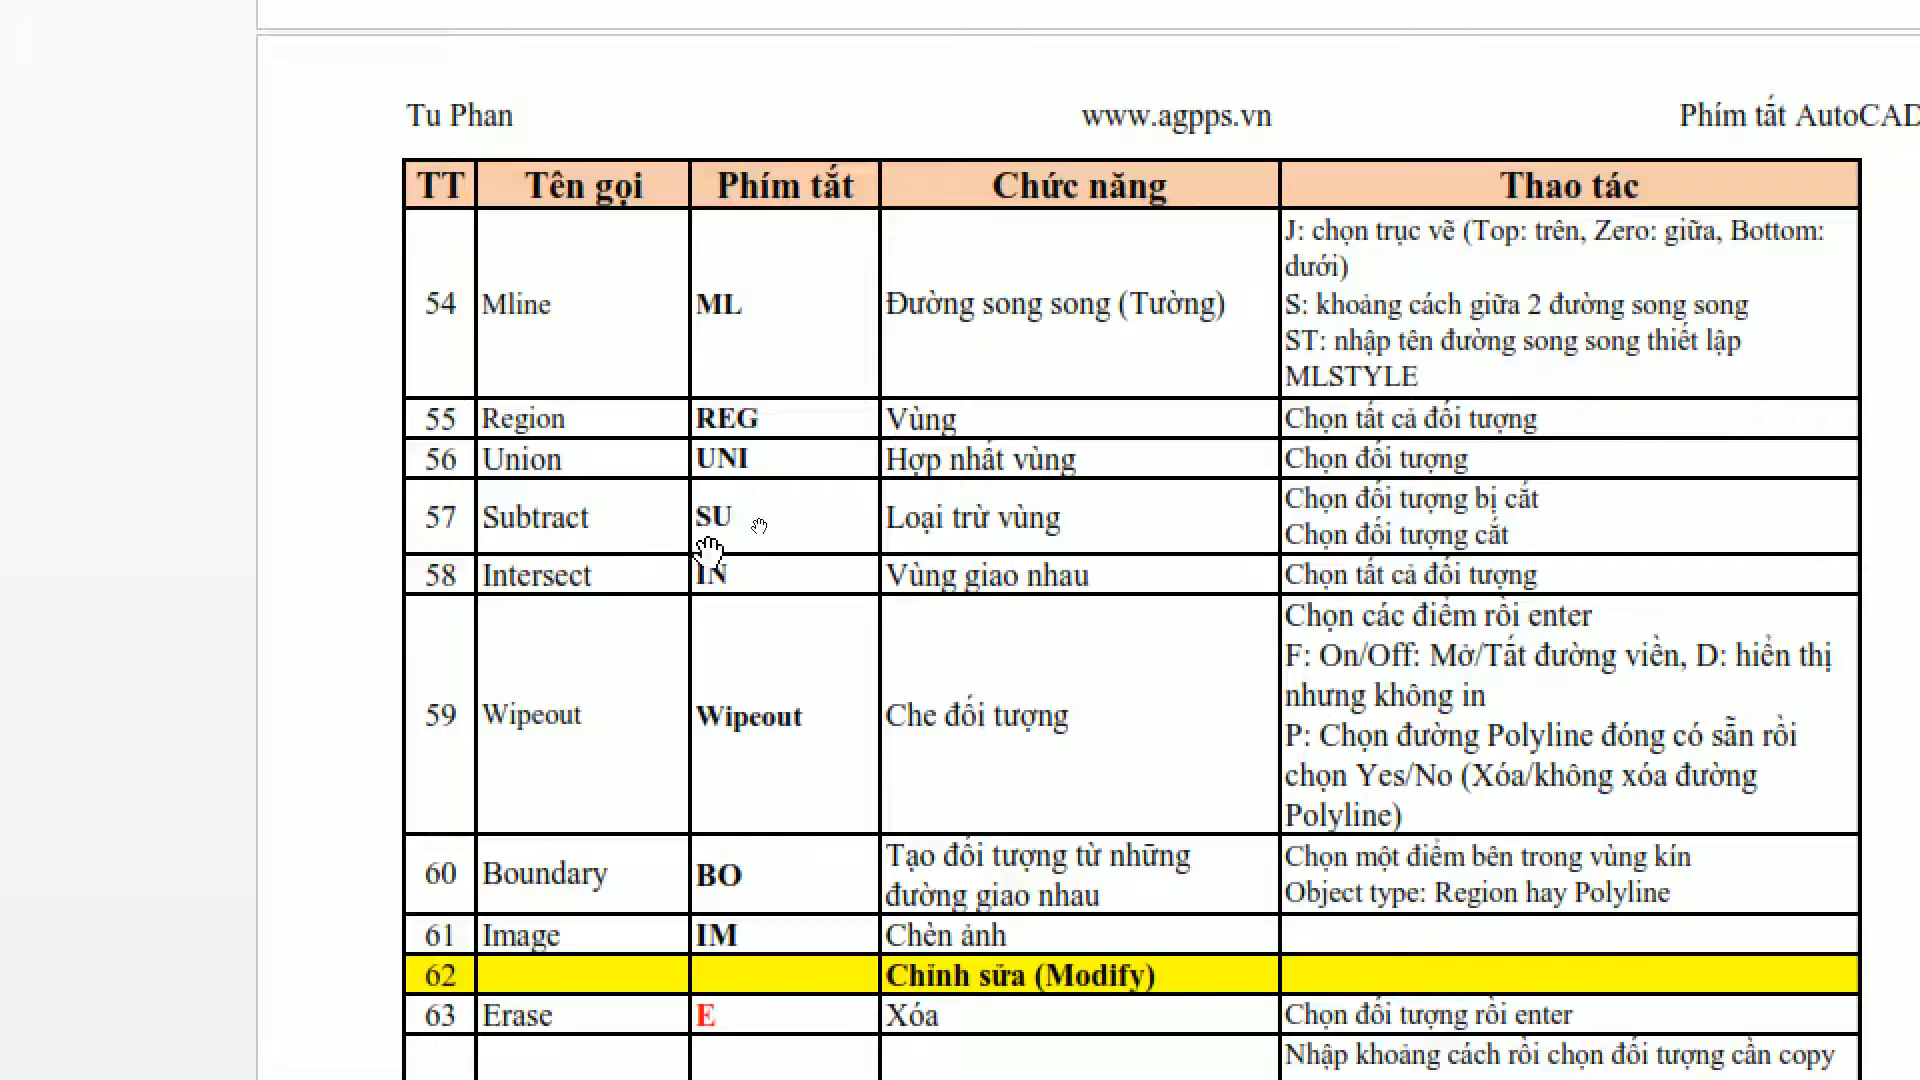 Tu Phan www.agpps.vn Phím tắt AutoCAD
TT Tên gọi Phím tắt Chức năng Thao tác
54 Mline ML Đường song song (Tường) J: chọn trục vẽ (Top: trên, Zero: giữa, Bottom:
dưới)
S: khoảng cách giữa 2 đường song song
ST: nhập tên đường song song thiết lập
MLSTYLE
55 Region REG Vùng Chọn tất cả đối tượng
56 Union UNI Hợp nhất vùng Chọn đối tượng
57 Subtract SU Loại trừ vùng Chọn đối tượng bị cắt
Chọn đối tượng cắt
58 Intersect IN Vùng giao nhau Chọn tất cả đối tượng
59 Wipeout Wipeout Che đối tượng Chọn các điểm rồi enter
F: On/Off: Mở/Tắt đường viền, D: hiển thị
nhưng không in
P: Chọn đường Polyline đóng có sẵn rồi
chọn Yes/No (Xóa/không xóa đường
Polyline)
60 Boundary BO Tạo đối tượng từ những
đường giao nhau Chọn một điểm bên trong vùng kín
Object type: Region hay Polyline
61 Image IM Chèn ảnh
62 Chỉnh sửa (Modify)
63 Erase E Xóa Chọn đối tượng rồi enter
Nhập khoảng cách rồi chọn đối tượng cần copy